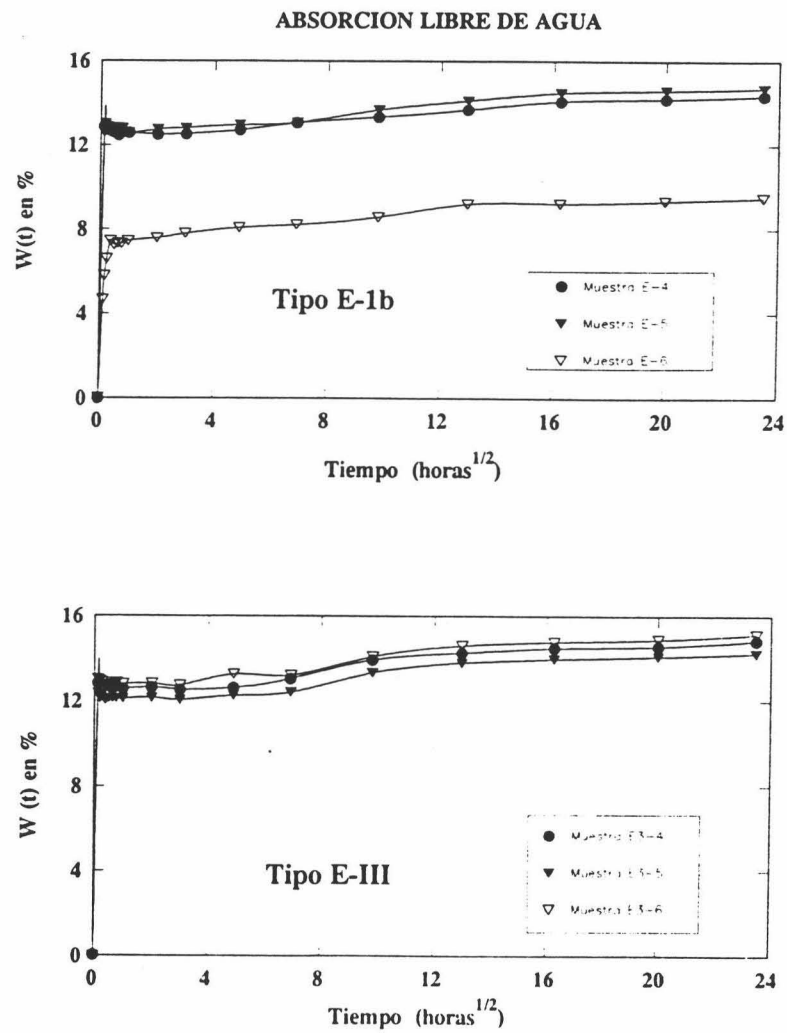 ABSORCION LIBRE DE AGUA
16
12
8
4
0
W(t) en %
Tipo E-1b
Muestra E-4
Muestra E-5
Muestra E-6
0 4 8 12 16 20 24
Tiempo (horas1/2)
16
12
8
4
0
W (t) en %
Tipo E-III
Muestra E3-4
Muestra E3-5
Muestra E3-6
0 4 8 12 16 20 24
Tiempo (horas1/2)